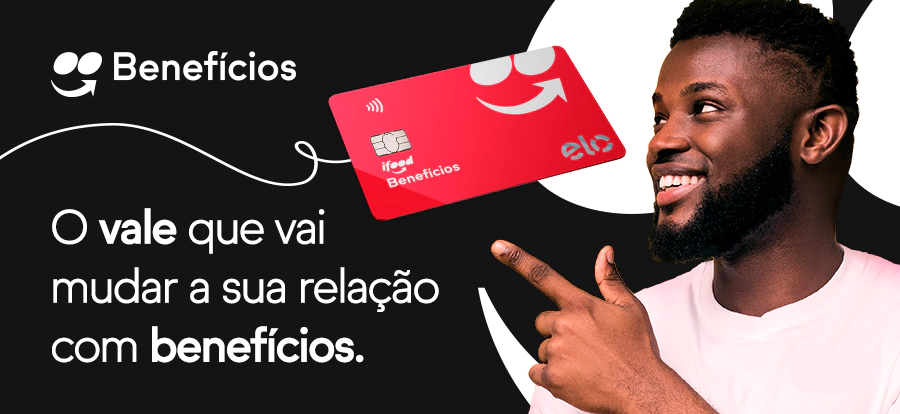 Benefícios
ifood
Benefícios
elo
O vale que vai
mudar a sua relação
com benefícios.